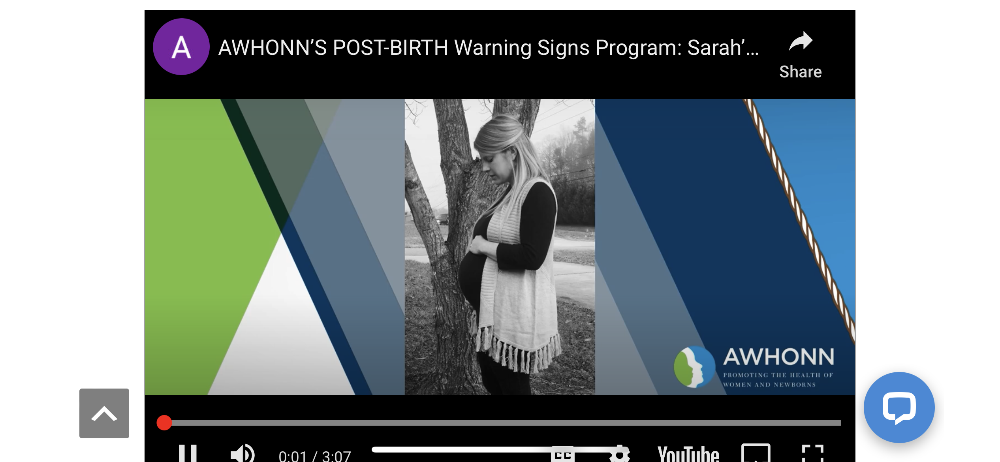 A
AWHONN’S POST-BIRTH Warning Signs Program: Sarah’...
Share
AWHONN
PROMOTING THE HEALTH OF
WOMEN AND NEWBORNS
0:01 / 3:07
CC
YouTube